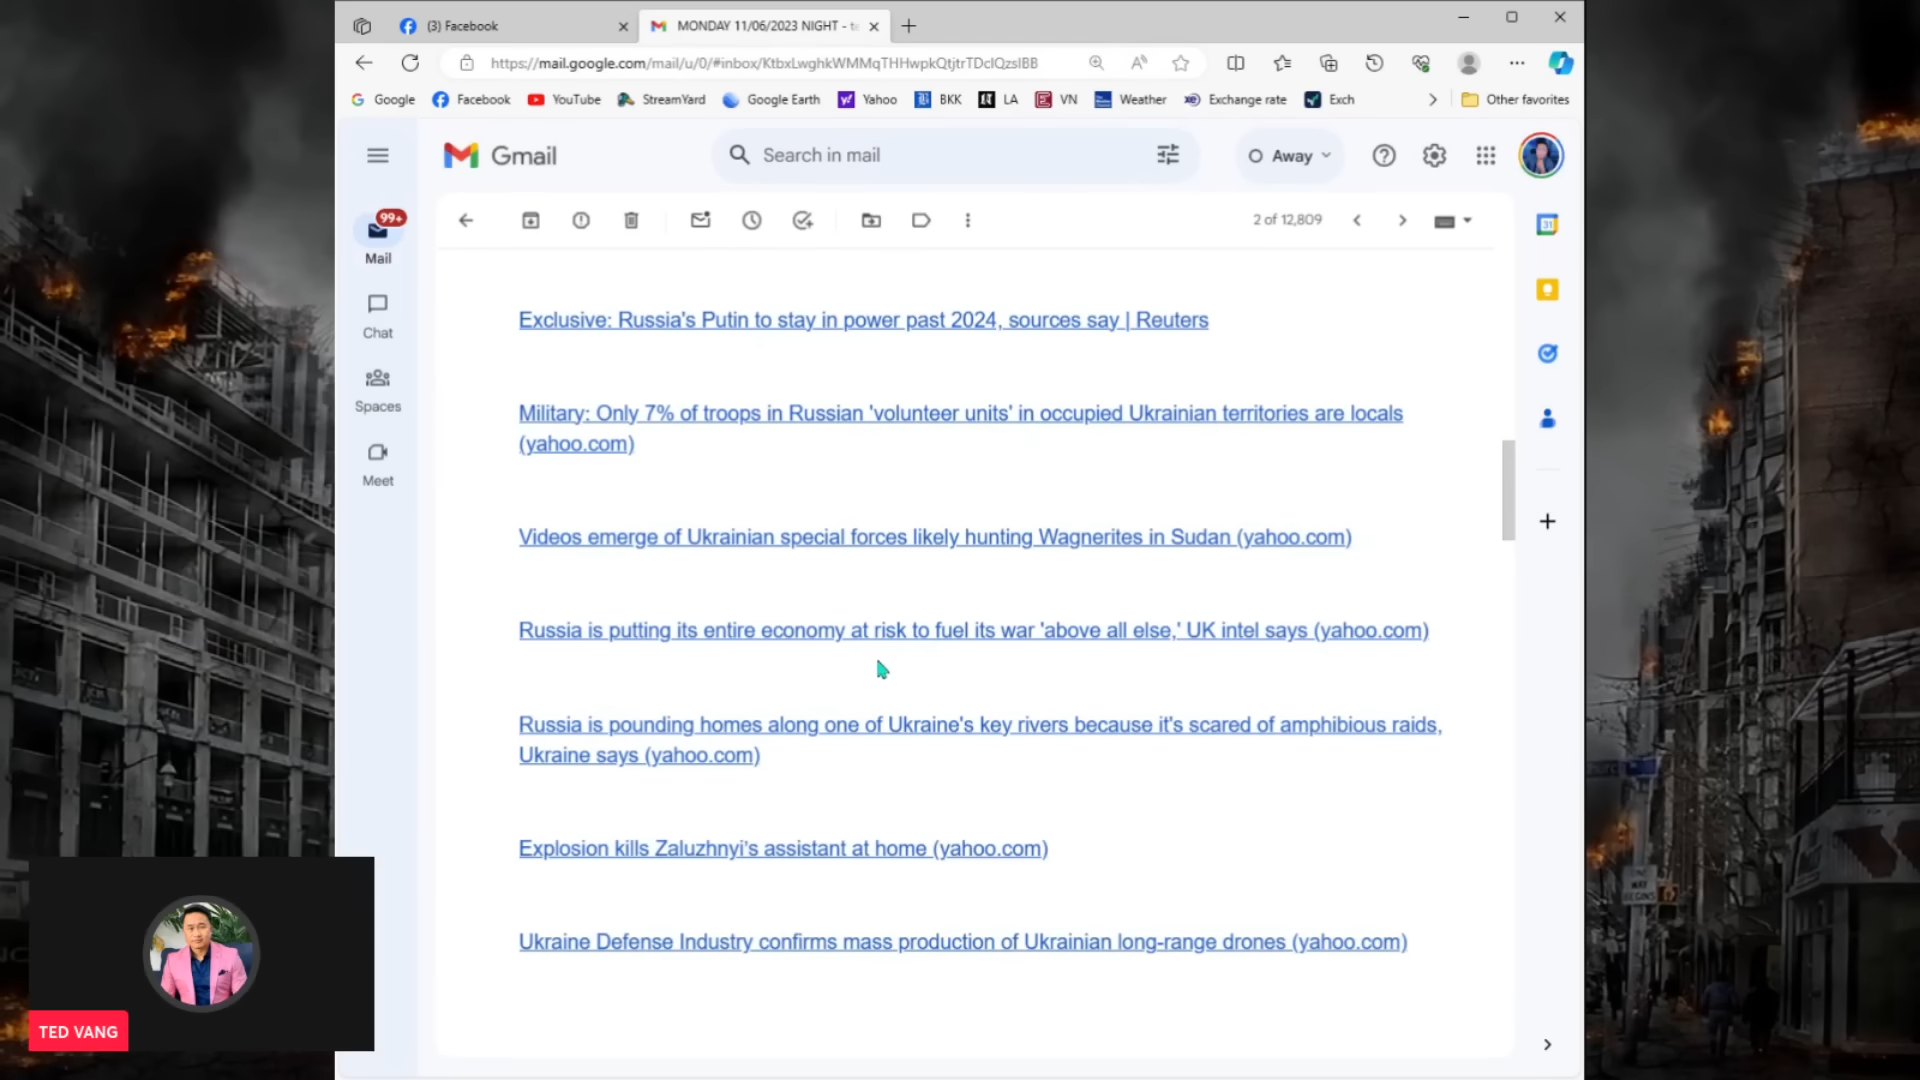 (3) Facebook
MONDAY 11/06/2023 NIGHT - te
https://mail.google.com/mail/u/0/#inbox/KtbxLwghkWMMqTHHwpkQtjtrTDclQzslBB
Google Facebook YouTube StreamYard Google Earth Yahoo BKK LA VN Weather Exchange rate Exch Other favorites
Gmail
Search in mail
Away
99+
Mail
Chat
Spaces
Meet
2 of 12,809
31
Exclusive: Russia's Putin to stay in power past 2024, sources say | Reuters
Military: Only 7% of troops in Russian 'volunteer units' in occupied Ukrainian territories are locals
(yahoo.com)
Videos emerge of Ukrainian special forces likely hunting Wagnerites in Sudan (yahoo.com)
Russia is putting its entire economy at risk to fuel its war 'above all else,' UK intel says (yahoo.com)
Russia is pounding homes along one of Ukraine's key rivers because it's scared of amphibious raids,
Ukraine says (yahoo.com)
Explosion kills Zaluzhnyi's assistant at home (yahoo.com)
Ukraine Defense Industry confirms mass production of Ukrainian long-range drones (yahoo.com)
TED VANG
WAY
BEGINS